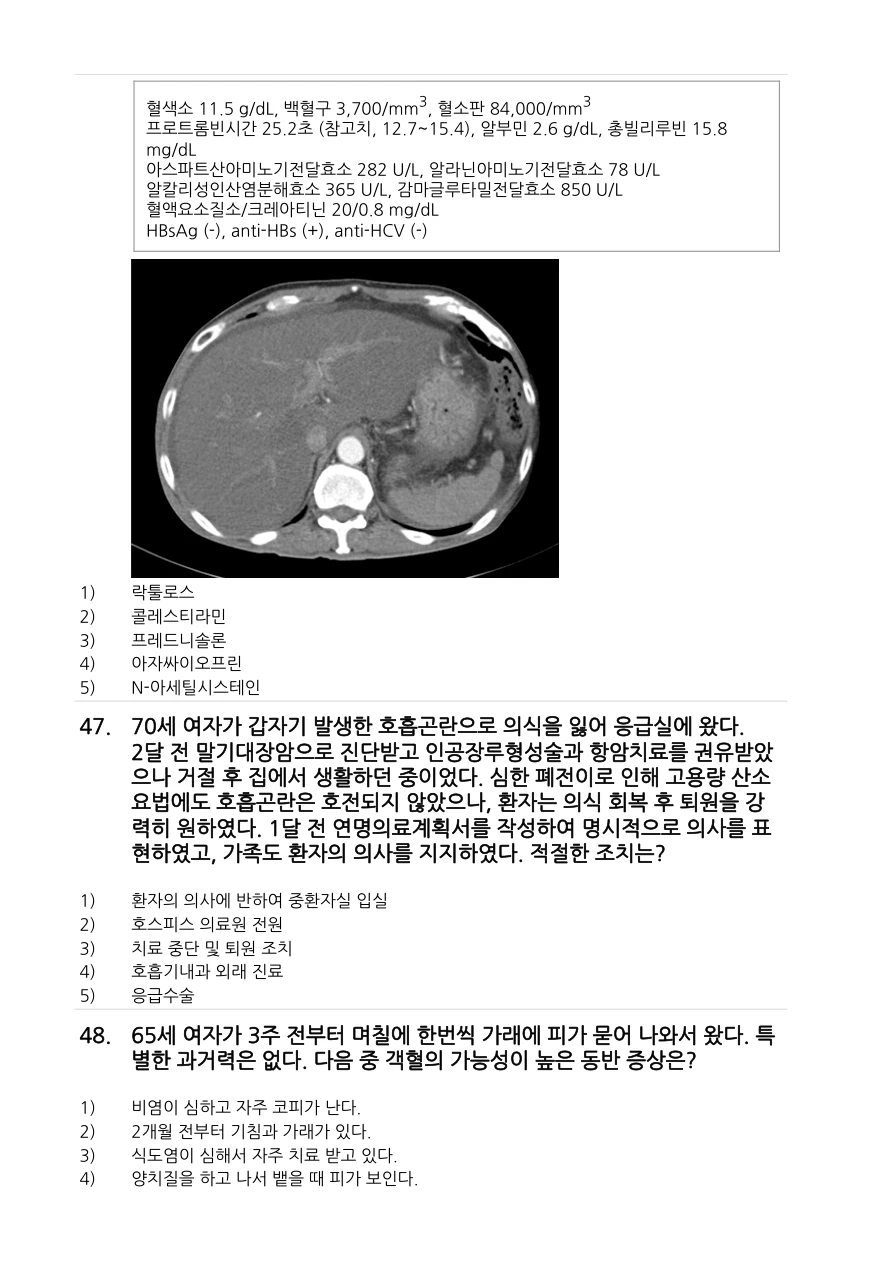 혈색소 11.5 g/dL, 백혈구 3,700/mm3, 혈소판 84,000/mm3
프로트롬빈시간 25.2초 (참고치, 12.7~15.4), 알부민 2.6 g/dL, 총빌리루빈 15.8
mg/dL
아스파트산아미노기전달효소 282 U/L, 알라닌아미노기전달효소 78 U/L
알칼리성인산염분해효소 365 U/L, 감마글루타밀전달효소 850 U/L
혈액요소질소/크레아티닌 20/0.8 mg/dL
HBsAg (-), anti-HBs (+), anti-HCV (-)
1) 락툴로스
2) 콜레스티라민
3) 프레드니솔론
4) 아자싸이오프린
5) N-아세틸시스테인
47. 70세 여자가 갑자기 발생한 호흡곤란으로 의식을 잃어 응급실에 왔다.
2달 전 말기대장암으로 진단받고 인공장루형성술과 항암치료를 권유받았
으나 거절 후 집에서 생활하던 중이었다. 심한 폐전이로 인해 고용량 산소
요법에도 호흡곤란은 호전되지 않았으나, 환자는 의식 회복 후 퇴원을 강
력히 원하였다. 1달 전 연명의료계획서를 작성하여 명시적으로 의사를 표
현하였고, 가족도 환자의 의사를 지지하였다. 적절한 조치는?
1) 환자의 의사에 반하여 중환자실 입실
2) 호스피스 의료원 전원
3) 치료 중단 및 퇴원 조치
4) 호흡기내과 외래 진료
5) 응급수술
48. 65세 여자가 3주 전부터 며칠에 한번씩 가래에 피가 묻어 나와서 왔다. 특
별한 과거력은 없다. 다음 중 객혈의 가능성이 높은 동반 증상은?
1) 비염이 심하고 자주 코피가 난다.
2) 2개월 전부터 기침과 가래가 있다.
3) 식도염이 심해서 자주 치료 받고 있다.
4) 양치질을 하고 나서 뱉을 때 피가 보인다.